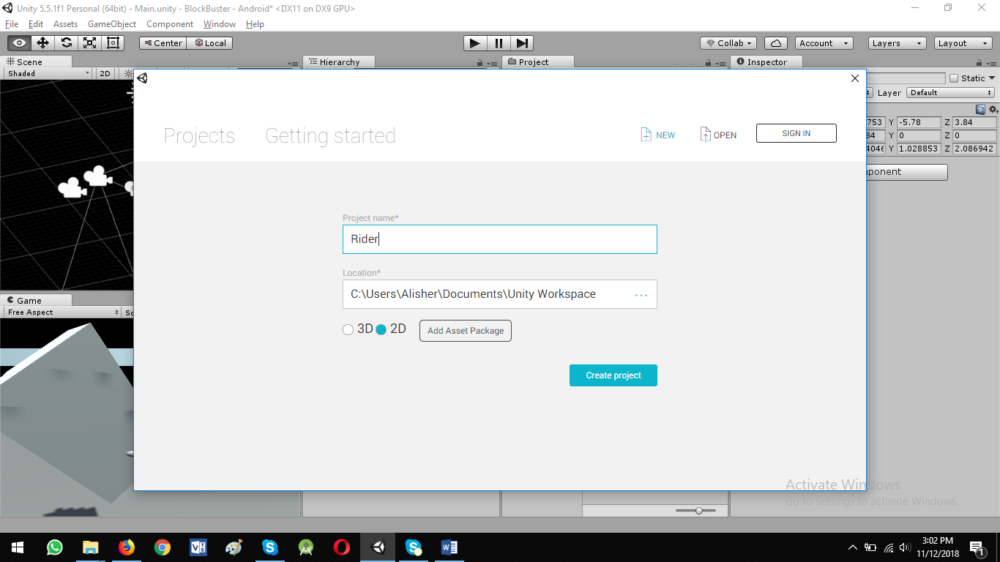 Unity 5.5.1f1 Personal (64bit) - Main.unity - BlockBuster - Android* <DX11 on DX9 GPU>
File Edit Assets GameObject Component Window Help
Center Local Collab Account Layers Layout
Scene Hierarchy Project Inspector
Shaded 2D
Static
Layer Default
753 Y -5.78 Z 3.84
84 Y 0 Z 0
4046 Y 1.028853 Z 2.086942
ponent
Projects Getting started NEW OPEN SIGN IN
Project name*
Rider
Location*
C:\Users\Alisher\Documents\Unity Workspace ...
3D 2D Add Asset Package
Create project
Game
Free Aspect Sc
Activate Windows
Go to Settings to activate Windows.
3:02 PM
11/12/2018
1